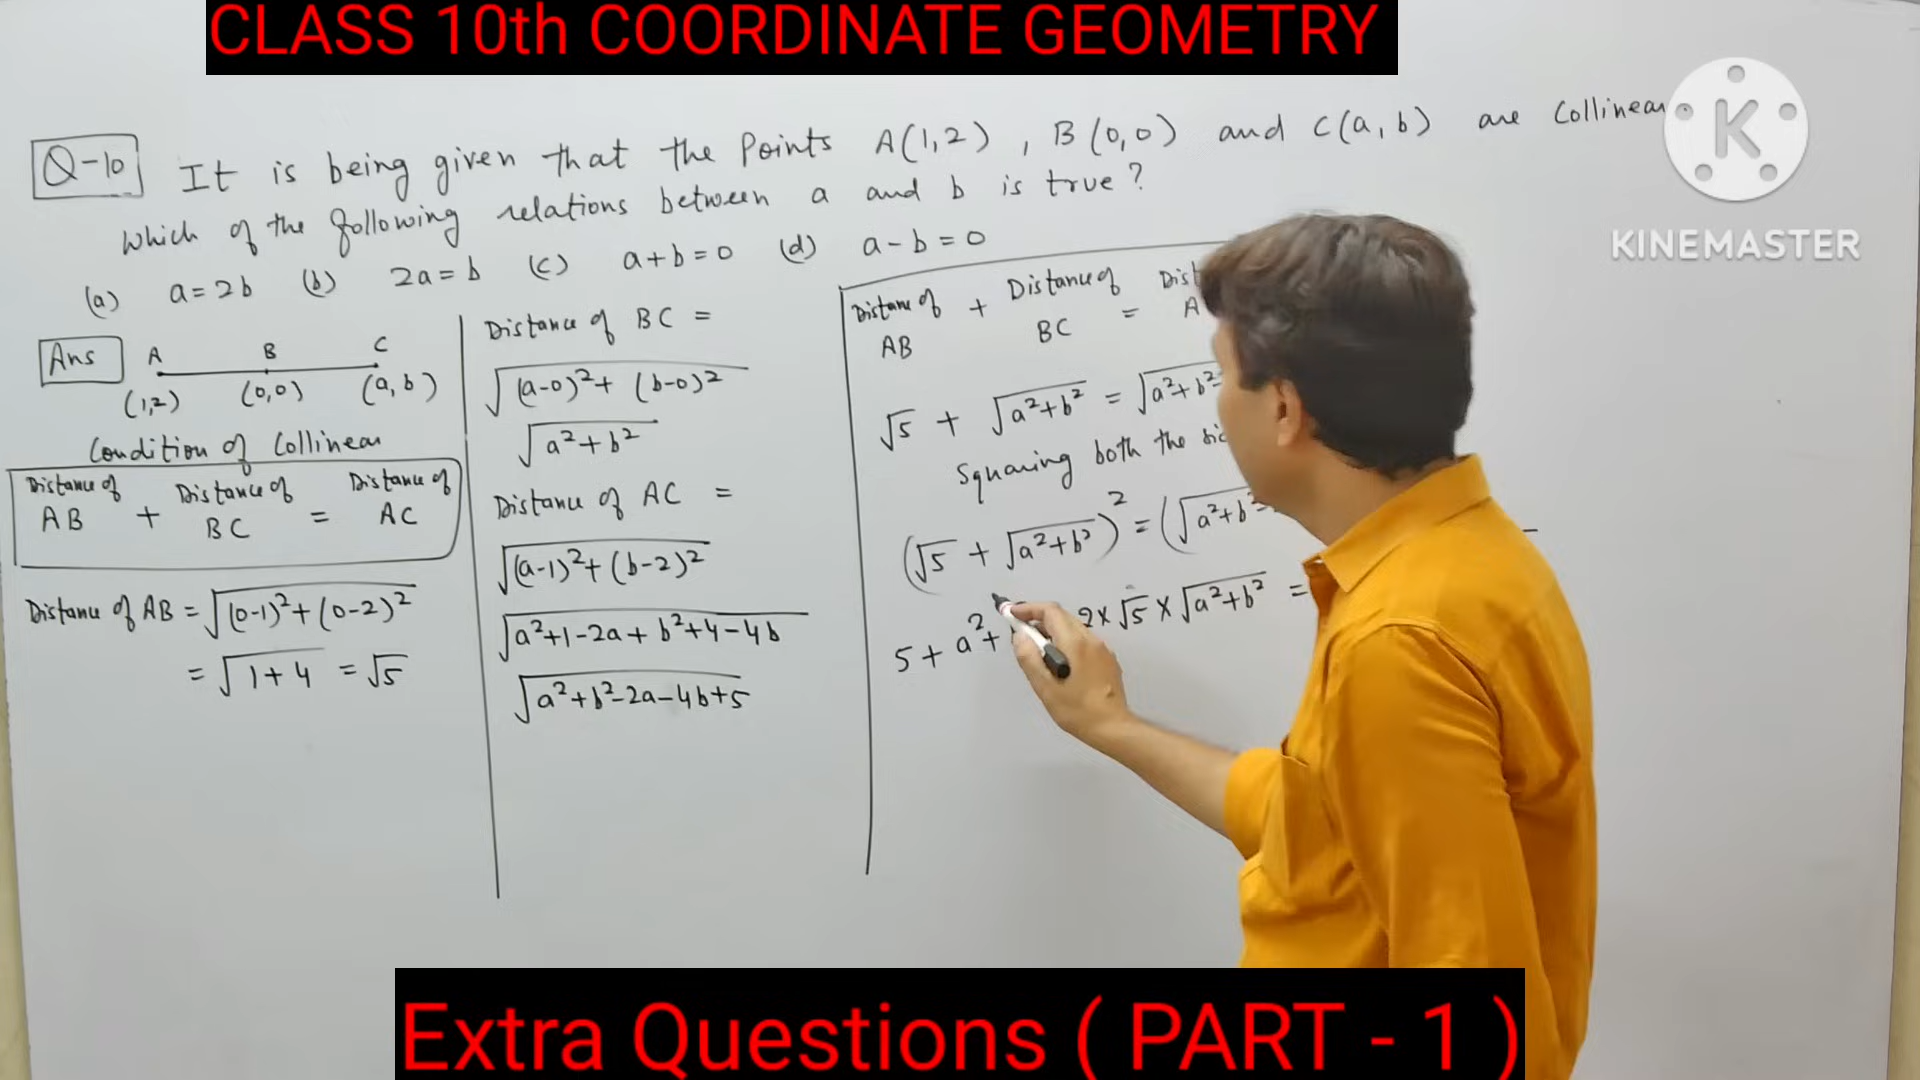 CLASS 10th COORDINATE GEOMETRY
KINEMASTER
Q-10 It is being given that the Points A(1,2), B(0,0) and C(a,b) are Collinear
which of the following relations between a and b is true?
(a) a=2b (b) 2a=b (c) a+b=0 (d) a-b=0
Ans
A B C
(1,2) (0,0) (a,b)
Condition of Collinear
Distance of AB + Distance of BC = Distance of AC
Distance of AB = √(0-1)²+(0-2)²
= √1+4 = √5
Distance of BC =
√(a-0)²+(b-0)²
√a²+b²
Distance of AC =
√(a-1)²+(b-2)²
√a²+1-2a+b²+4-4b
√a²+b²-2a-4b+5
Distance of AB + Distance of BC =
√5 + √a²+b² = √a²+b²
Squaring both the
(√5 + √a²+b²)² = (√a²+b²
5+a²+ 2×√5×√a²+b² =
Extra Questions ( PART - 1 )